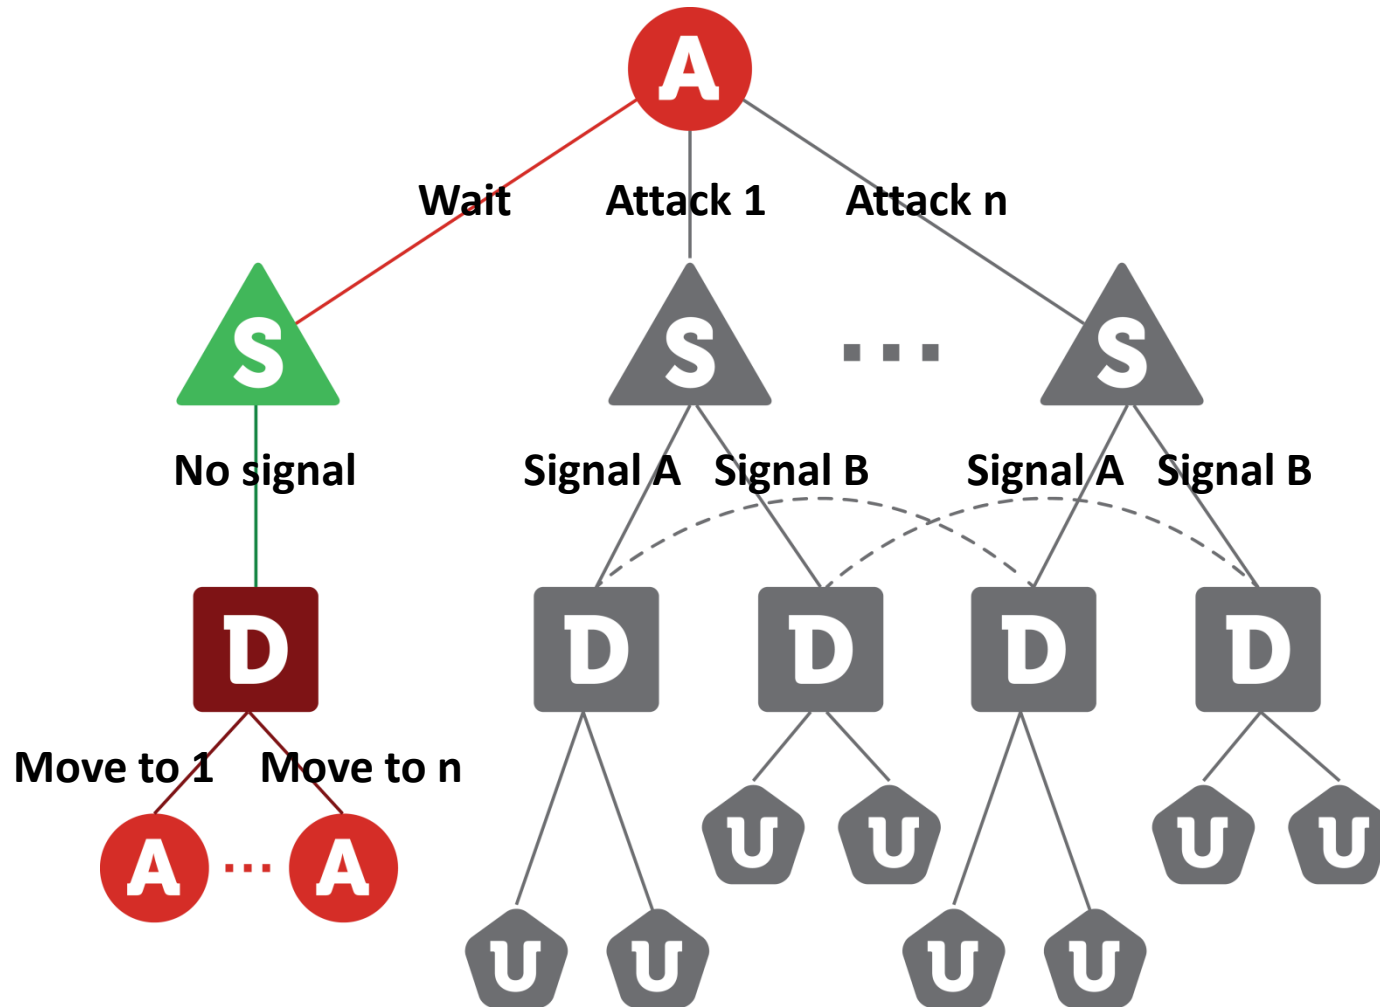 A
Wait Attack 1 Attack n
S S ... S
No signal Signal A Signal B Signal A Signal B
D D D D D
Move to 1 Move to n
U U U U
A ... A
U U U U